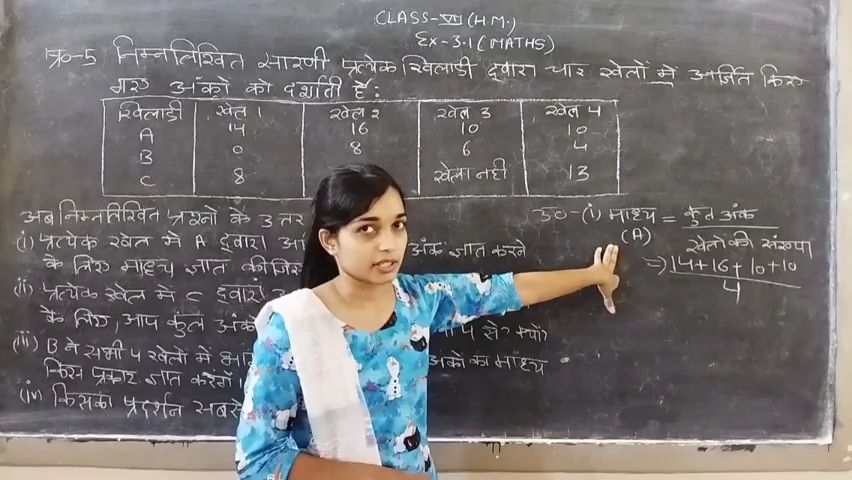 CLASS-VII (H.M.)
Ex-3.1 (MATHS)
प्र०-5 निम्नलिखित सारणी प्रत्येक खिलाड़ी द्वारा चार खेलों में अर्जित किए
गए अंकों को दर्शाती है:
खिलाड़ी खेल 1 खेल 2 खेल 3 खेल 4
A 14 16 10 10
B 0 8 6 4
C 8 खेला नहीं 13
अब निम्नलिखित प्रश्नों के उत्तर
(i) प्रत्येक खेल में A द्वारा अंक ज्ञात करने
के लिए माध्य ज्ञात कीजिए
(ii) प्रत्येक खेल में C द्वारा
के लिए, आप कुल अंकों 4 से? क्यों?
(iii) B ने सभी 4 खेलों में अंकों का माध्य
किस प्रकार ज्ञात करेंगे।
(iv) किसका प्रदर्शन सबसे
उ०-(i) माध्य = कुल अंक
(A) खेलों की संख्या
=> 14+16+10+10
4